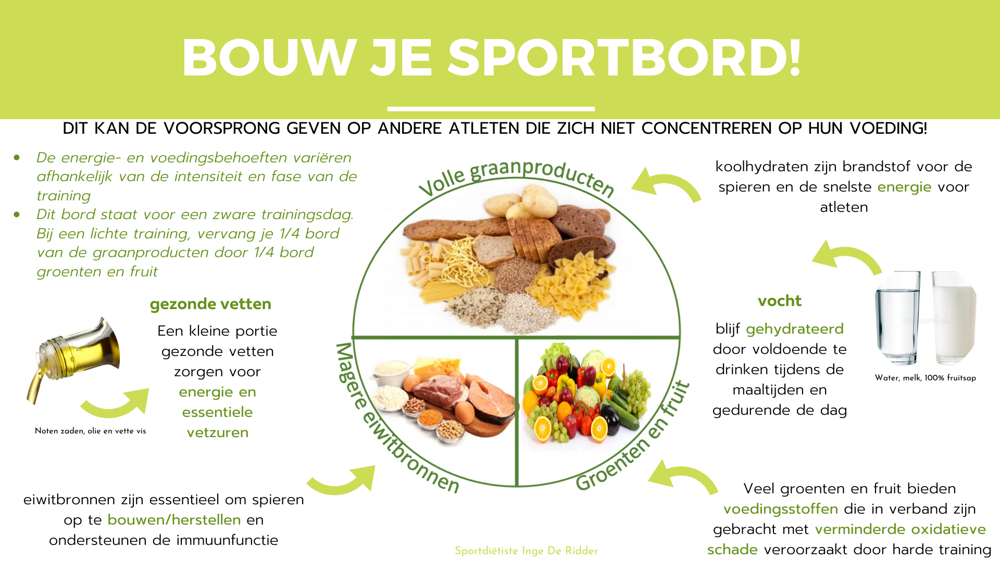 BOUW JE SPORTBORD!
DIT KAN DE VOORSPRONG GEVEN OP ANDERE ATLETEN DIE ZICH NIET CONCENTREREN OP HUN VOEDING!
• De energie- en voedingsbehoeften variëren
afhankelijk van de intensiteit en fase van de
training
• Dit bord staat voor een zware trainingsdag.
Bij een lichte training, vervang je 1/4 bord
van de graanproducten door 1/4 bord
groenten en fruit
gezonde vetten
Een kleine portie
gezonde vetten
zorgen voor
energie en
essentiele
vetzuren
Noten zaden, olie en vette vis
eiwitbronnen zijn essentieel om spieren
op te bouwen/herstellen en
ondersteunen de immuunfunctie
Volle graanproducten
Magere eiwitbronnen
Groenten en fruit
koolhydraten zijn brandstof voor de
spieren en de snelste energie voor
atleten
vocht
blijf gehydrateerd
door voldoende te
drinken tijdens de
maaltijden en
gedurende de dag
dreamstime.
Water, melk, 100% fruitsap
Veel groenten en fruit bieden
voedingsstoffen die in verband zijn
gebracht met verminderde oxidatieve
schade veroorzaakt door harde training
Sportdiëtiste Inge De Ridder